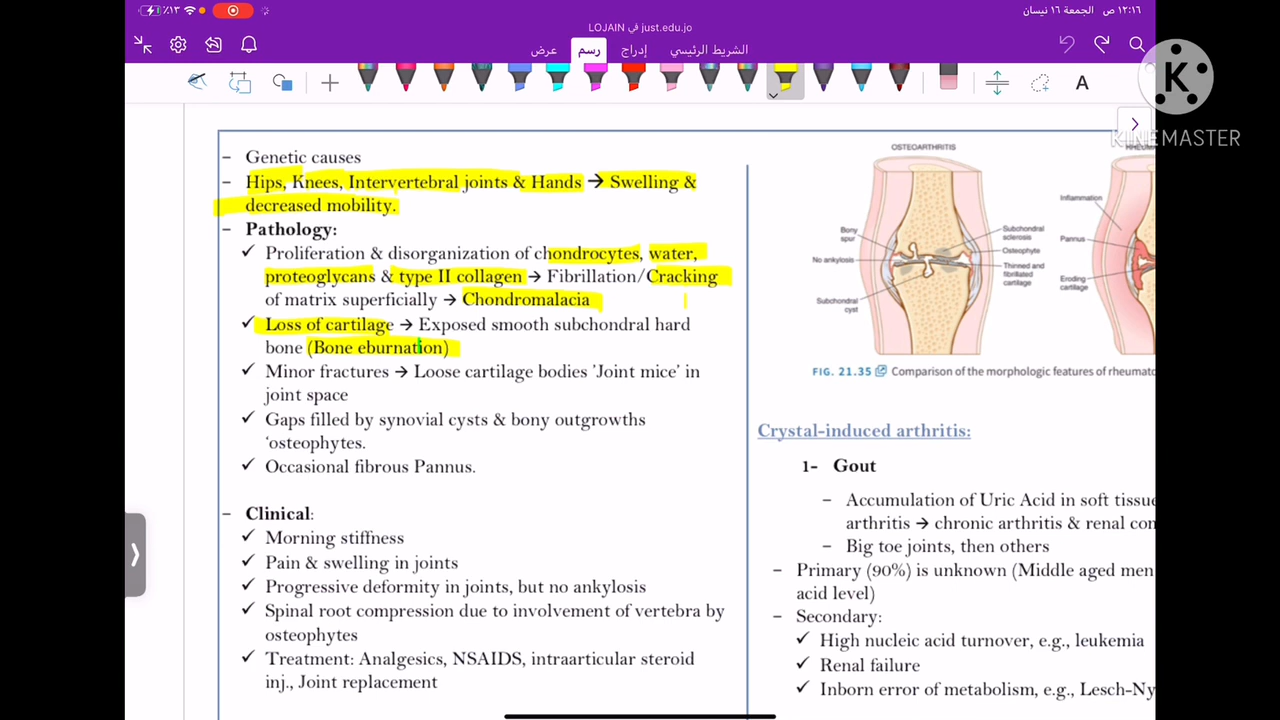 ١٢:١٦ ص الجمعة ١٦ نيسان
٪١٣
LOJAIN في just.edu.jo
الشريط الرئيسي
إدراج
رسم
عرض
A
K
KINEMASTER
– Genetic causes
– Hips, Knees, Intervertebral joints & Hands → Swelling &
decreased mobility.
– Pathology:
✓ Proliferation & disorganization of chondrocytes, water,
proteoglycans & type II collagen → Fibrillation/Cracking
of matrix superficially → Chondromalacia
✓ Loss of cartilage → Exposed smooth subchondral hard
bone (Bone eburnation)
✓ Minor fractures → Loose cartilage bodies 'Joint mice' in
joint space
✓ Gaps filled by synovial cysts & bony outgrowths
'osteophytes.
✓ Occasional fibrous Pannus.
– Clinical:
✓ Morning stiffness
✓ Pain & swelling in joints
✓ Progressive deformity in joints, but no ankylosis
✓ Spinal root compression due to involvement of vertebra by
osteophytes
✓ Treatment: Analgesics, NSAIDS, intraarticular steroid
inj., Joint replacement
OSTEOARTHRITIS
Bony
spur
No ankylosis
Subchondral
cyst
Subchondral
sclerosis
Osteophyte
Thinned and
fibrillated
cartilage
Inflammation
Pannus
Eroding
cartilage
FIG. 21.35 Comparison of the morphologic features of rheumato
Crystal-induced arthritis:
1- Gout
– Accumulation of Uric Acid in soft tissue
arthritis → chronic arthritis & renal con
– Big toe joints, then others
– Primary (90%) is unknown (Middle aged men
acid level)
– Secondary:
✓ High nucleic acid turnover, e.g., leukemia
✓ Renal failure
✓ Inborn error of metabolism, e.g., Lesch-Ny